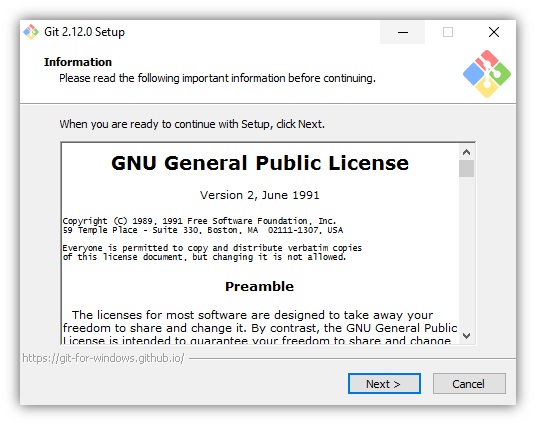 Git 2.12.0 Setup
Information
Please read the following important information before continuing.
When you are ready to continue with Setup, click Next.
GNU General Public License
Version 2, June 1991
Copyright (C) 1989, 1991 Free Software Foundation, Inc.
59 Temple Place - Suite 330, Boston, MA  02111-1307, USA
Everyone is permitted to copy and distribute verbatim copies
of this license document, but changing it is not allowed.
Preamble
The licenses for most software are designed to take away your
freedom to share and change it. By contrast, the GNU General Public
License is intended to guarantee your freedom to share and change
https://git-for-windows.github.io/
Next >
Cancel